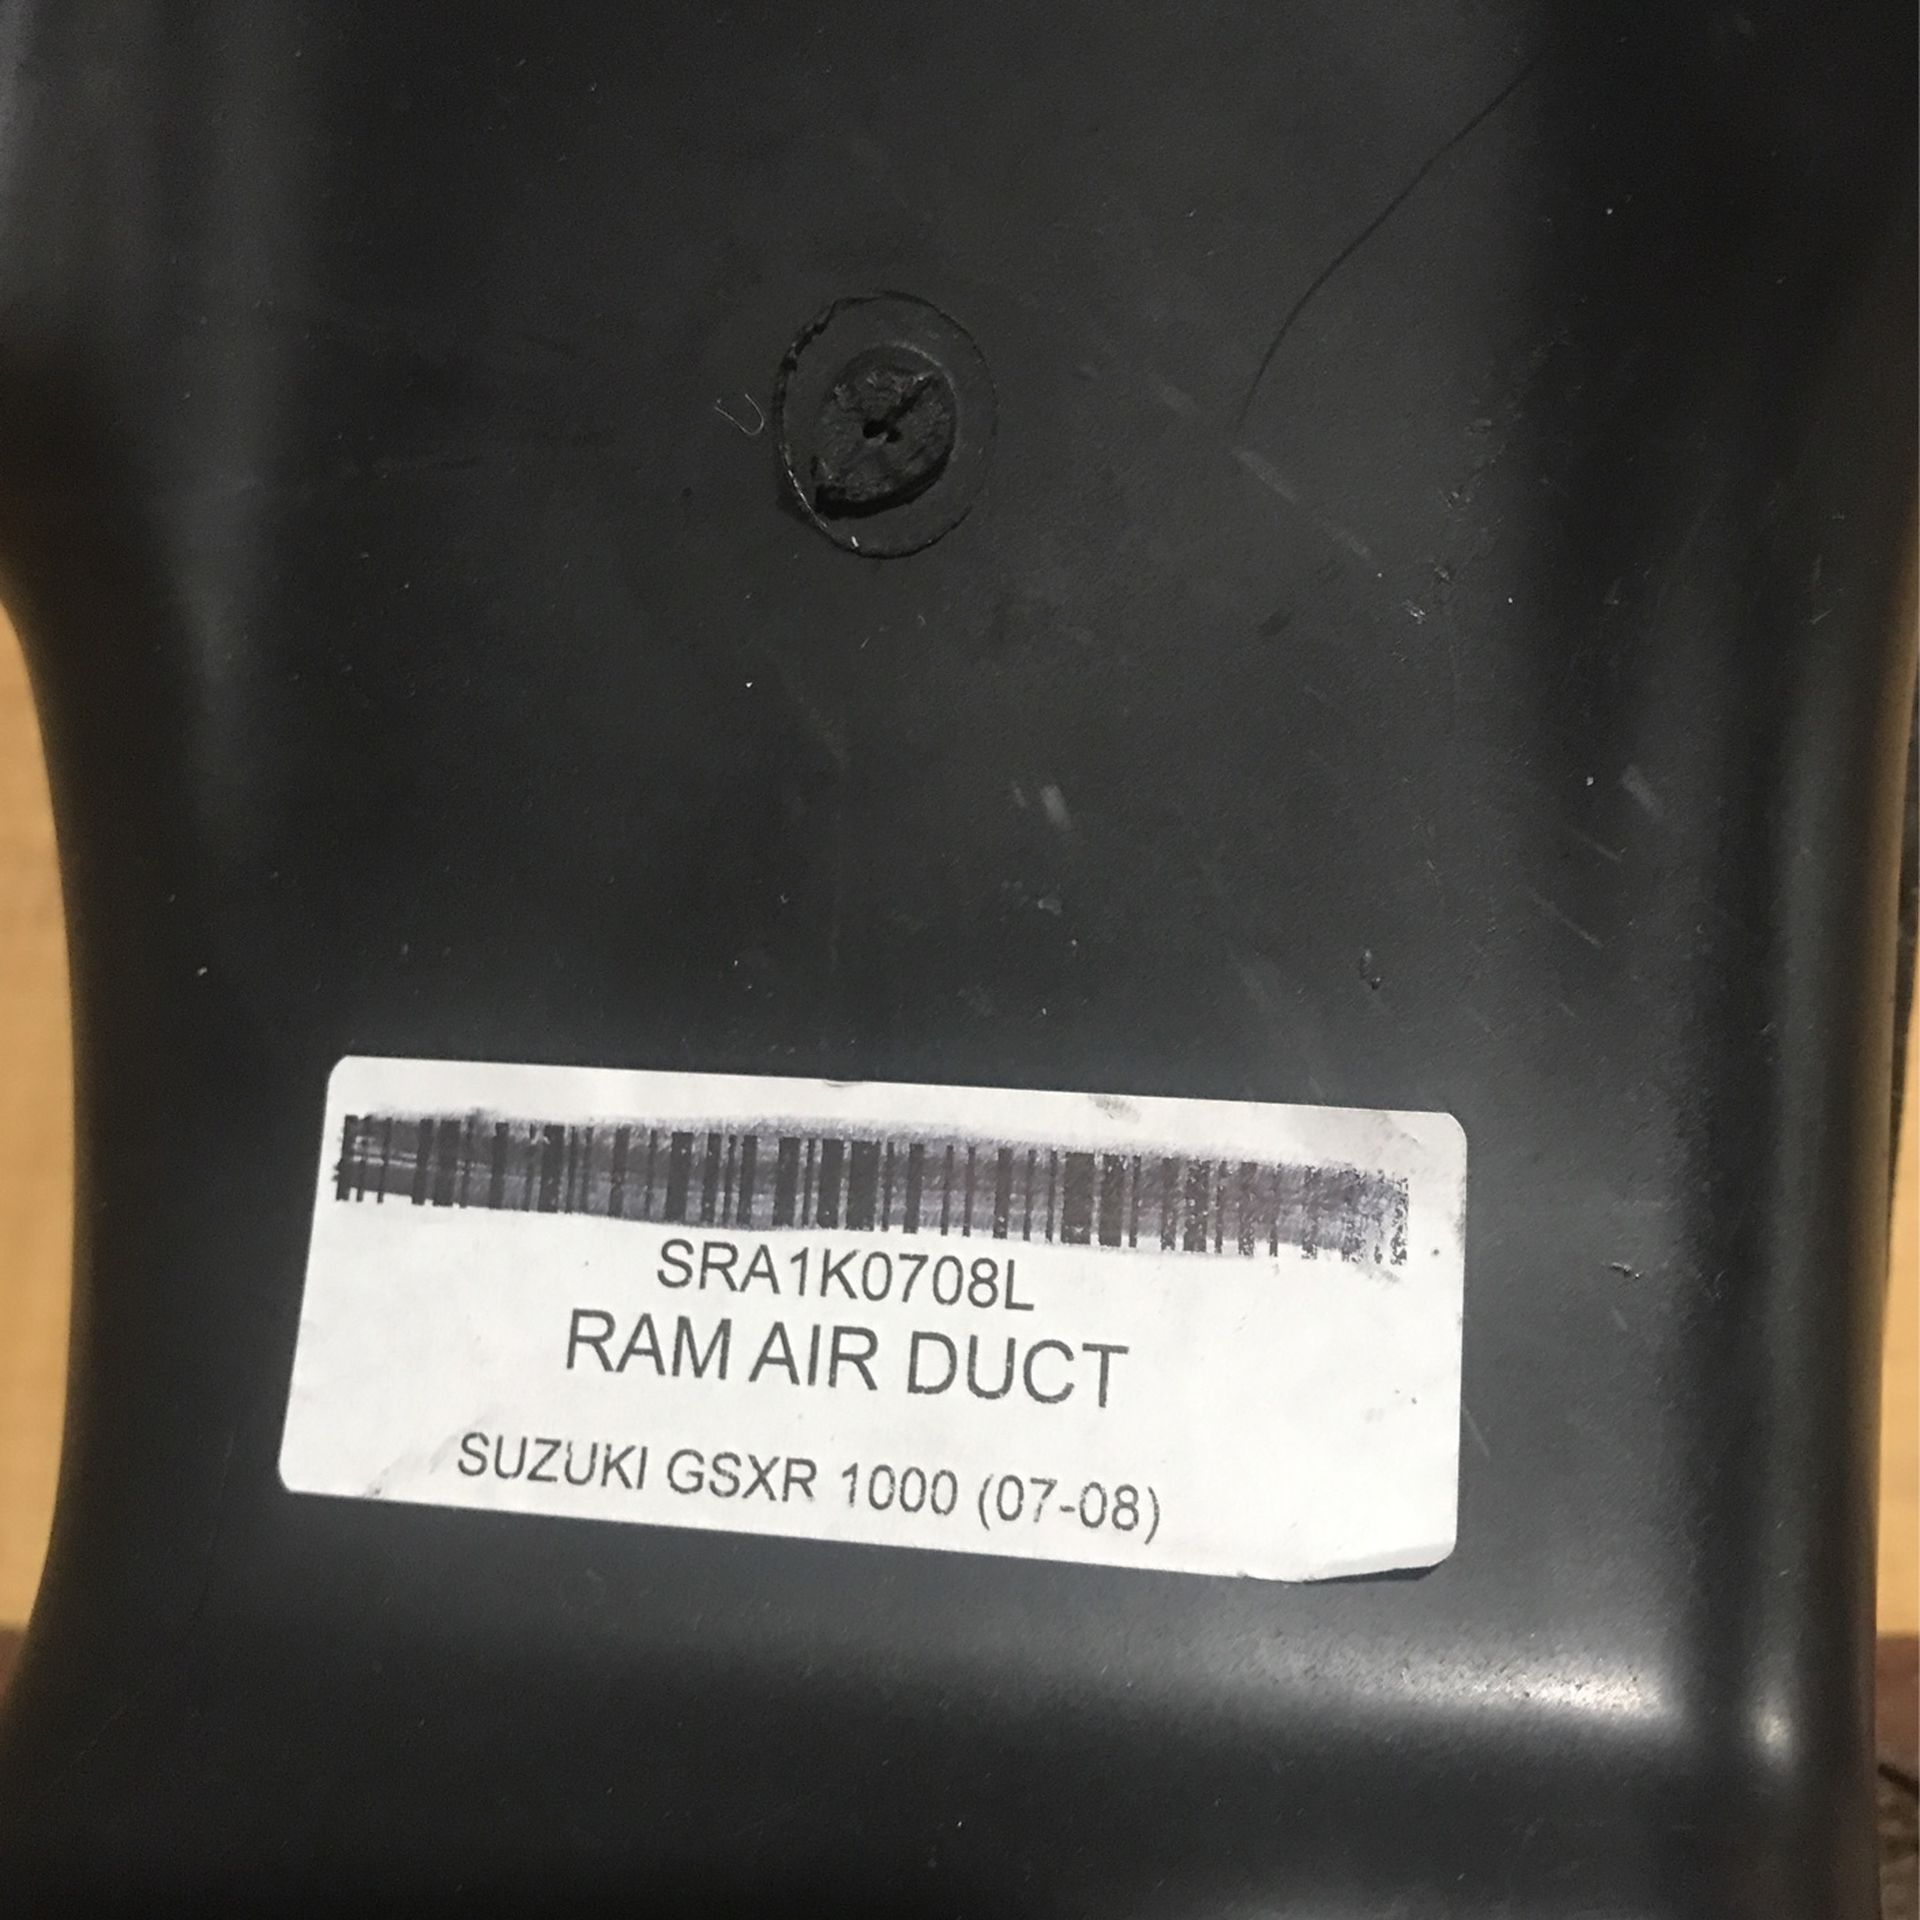 SRA1K0708L
RAM AIR DUCT
SUZUKI GSXR 1000 (07-08)